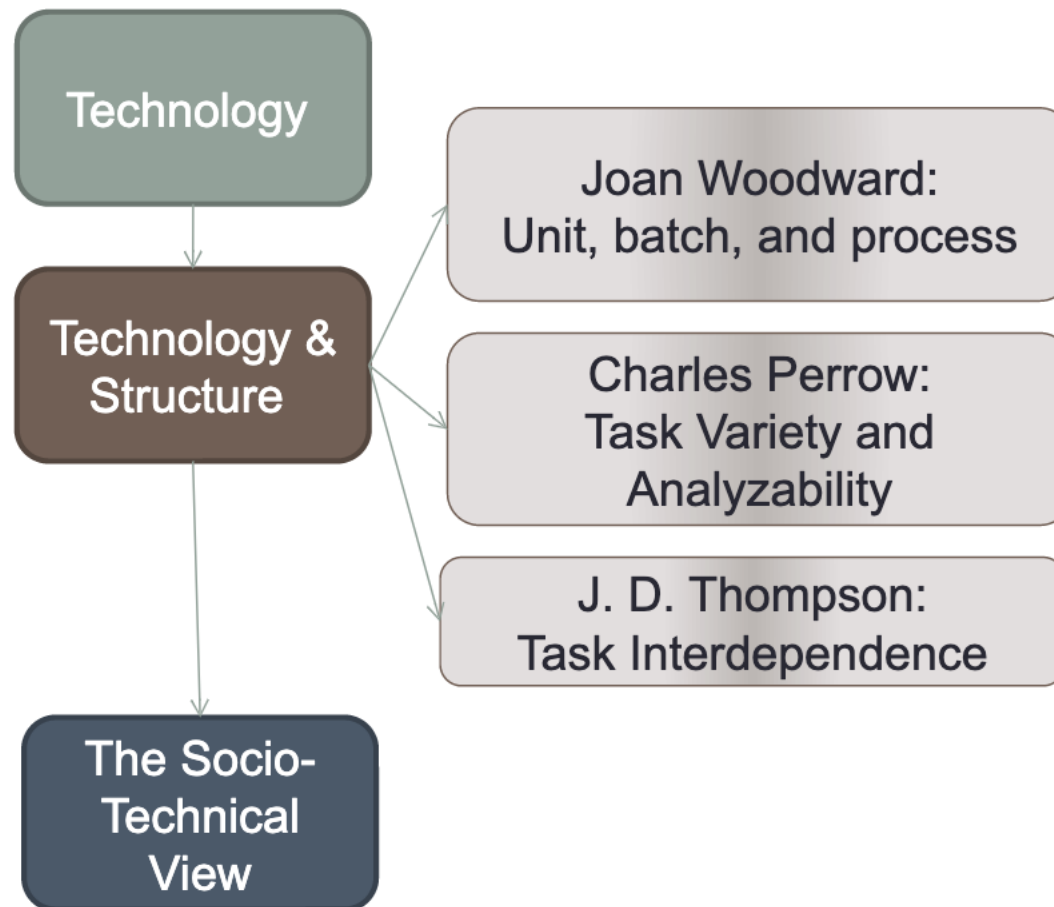 Technology
Technology &
Structure
Joan Woodward:
Unit, batch, and process
Charles Perrow:
Task Variety and
Analyzability
J. D. Thompson:
Task Interdependence
The Socio-
Technical
View